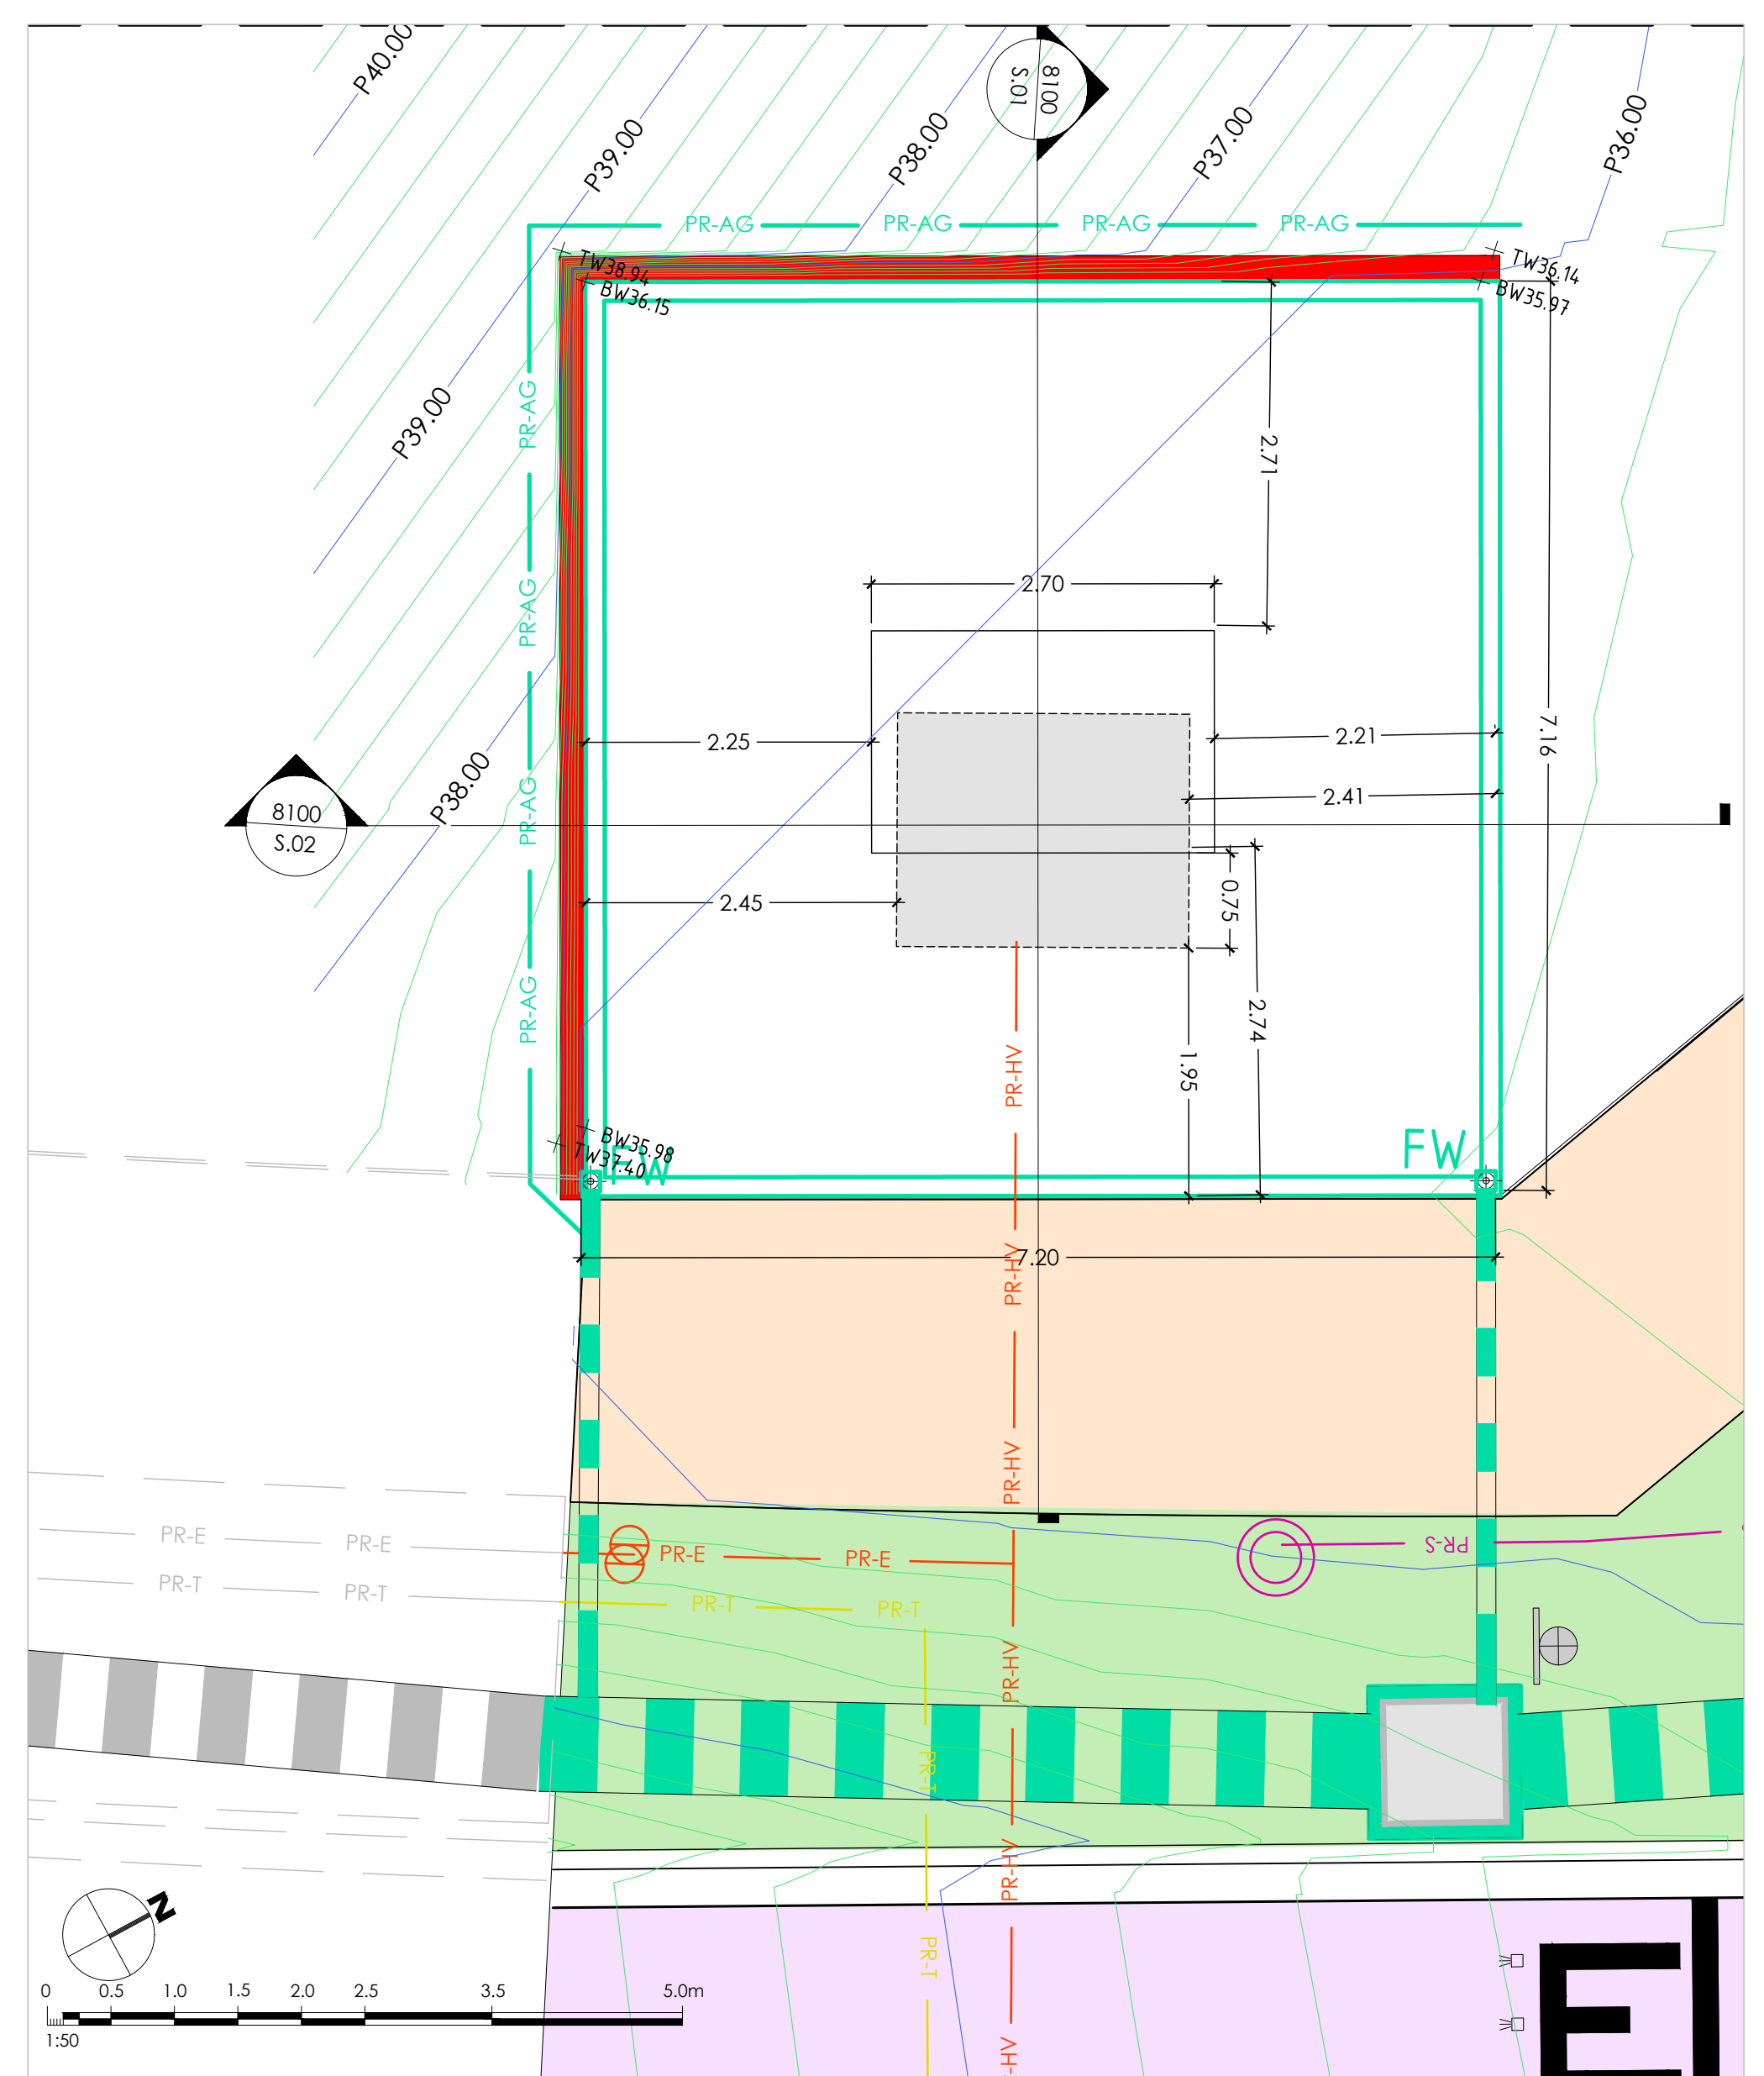 P40.00
P39.00
P38.00
P37.00
P36.00
8100
S.01
PR-AG
PR-AG
PR-AG
PR-AG
TW38.94
BW36.15
TW36.14
BW35.97
P39.00
PR-AG
PR-AG
PR-AG
PR-AG
2.71
2.70
7.16
2.25
2.21
2.41
P38.00
8100
S.02
2.45
0.75
2.74
1.95
PR-HV
BW35.98
TW37.40
FW
FW
7.20
PR-HV
PR-HV
PR-E
PR-E
PR-E
PR-E
PR-S
PR-T
PR-T
PR-T
PR-T
PR-HV
PR-T
PR-HV
PR-T
N
E
0
0.5
1.0
1.5
2.0
2.5
3.5
5.0m
1:50
-HV